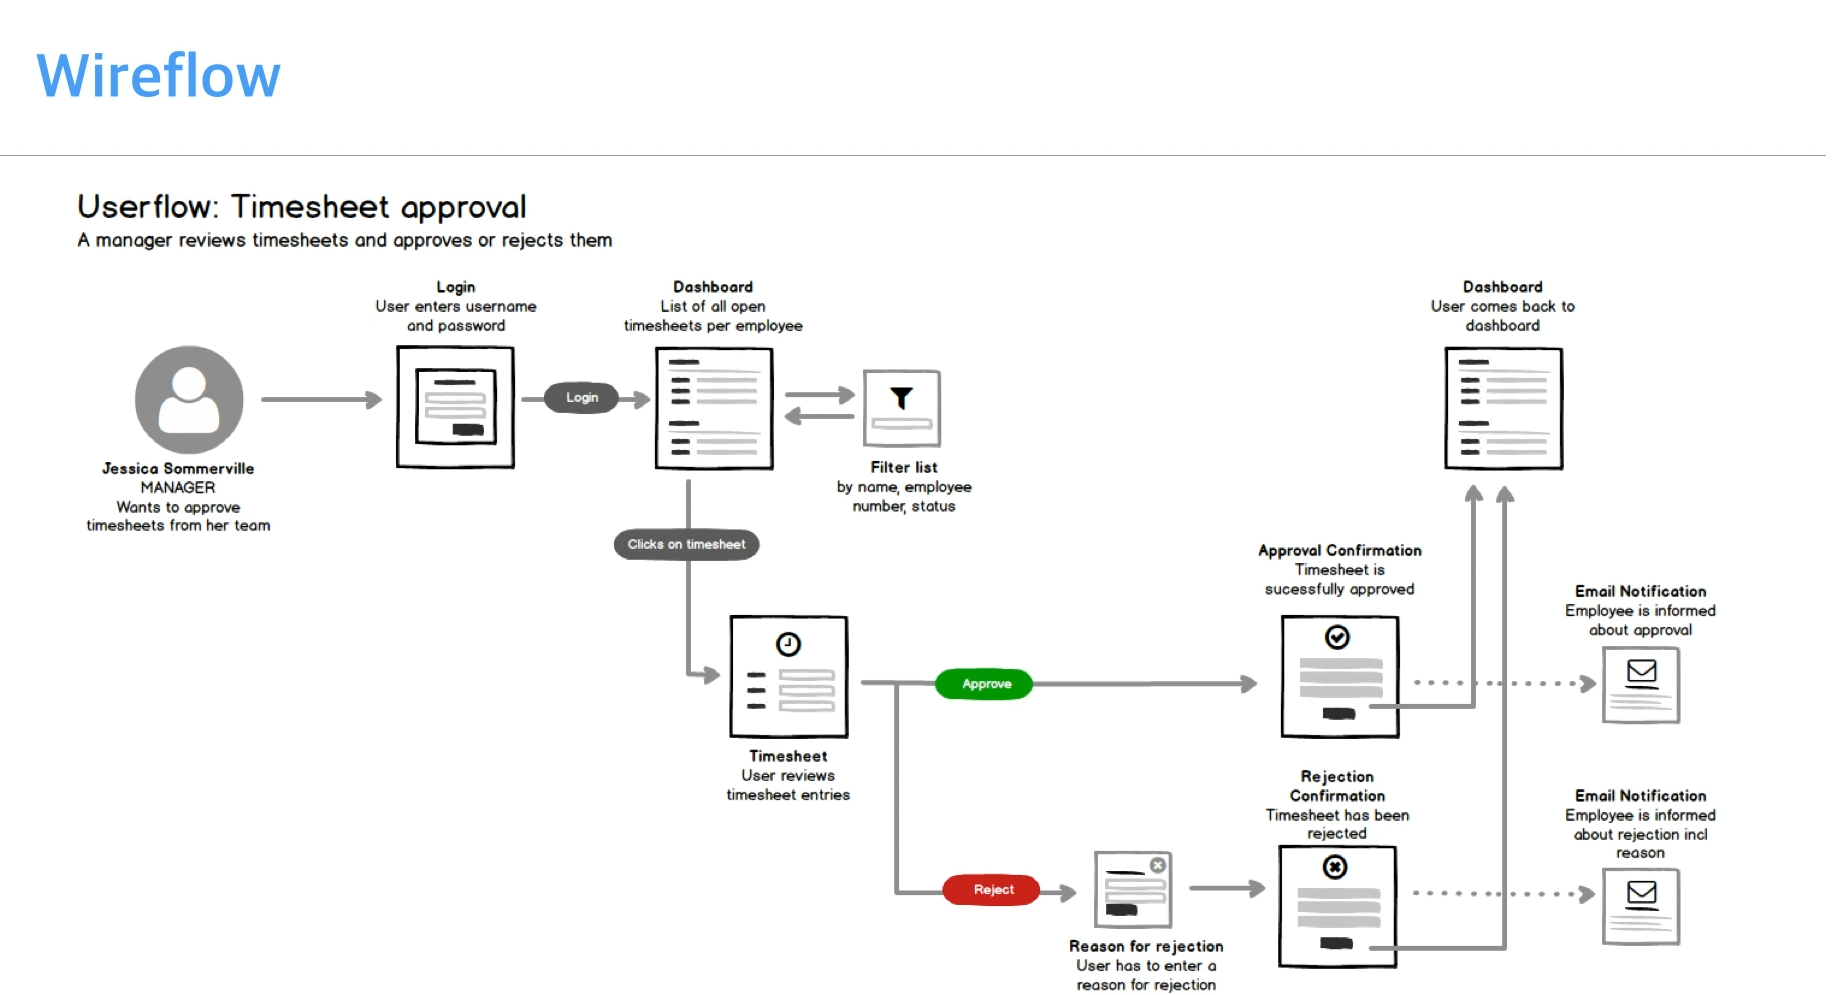 Wireflow
Userflow: Timesheet approval
A manager reviews timesheets and approves or rejects them
Jessica Sommerville
MANAGER
Wants to approve
timesheets from her team
Login
User enters username
and password
Login
Dashboard
List of all open
timesheets per employee
Filter list
by name, employee
number, status
Clicks on timesheet
Timesheet
User reviews
timesheet entries
Approve
Approval Confirmation
Timesheet is
sucessfully approved
Dashboard
User comes back to
dashboard
Email Notification
Employee is informed
about approval
Reject
Reason for rejection
User has to enter a
reason for rejection
Rejection
Confirmation
Timesheet has been
rejected
Email Notification
Employee is informed
about rejection incl
reason